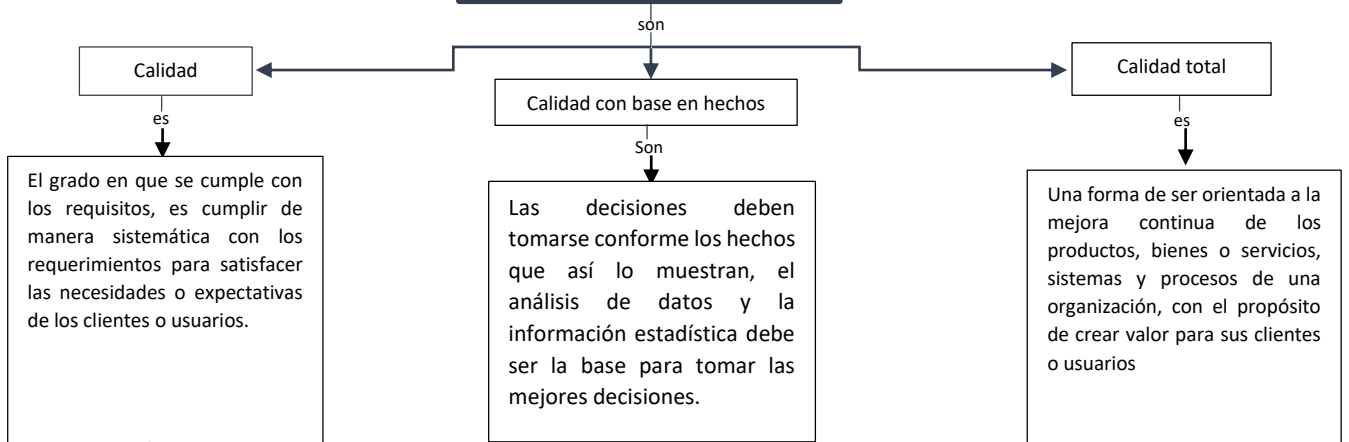 son
Calidad
es
El grado en que se cumple con
los requisitos, es cumplir de
manera sistemática con los
requerimientos para satisfacer
las necesidades o expectativas
de los clientes o usuarios.
Calidad con base en hechos
Son
Las decisiones deben
tomarse conforme los hechos
que así lo muestran, el
análisis de datos y la
información estadística debe
ser la base para tomar las
mejores decisiones.
Calidad total
es
Una forma de ser orientada a la
mejora continua de los
productos, bienes o servicios,
sistemas y procesos de una
organización, con el propósito
de crear valor para sus clientes
o usuarios